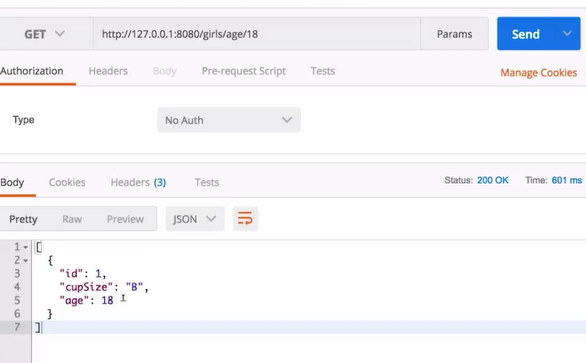 GET http://127.0.0.1:8080/girls/age/18 Params Send
Authorization Headers Body Pre-request Script Tests Manage Cookies
Type No Auth
Body Cookies Headers (3) Tests Status: 200 OK Time: 601 ms
Pretty Raw Preview JSON
1 [
2 {
3 "id": 1,
4 "cupSize": "B",
5 "age": 18
6 }
7 ]